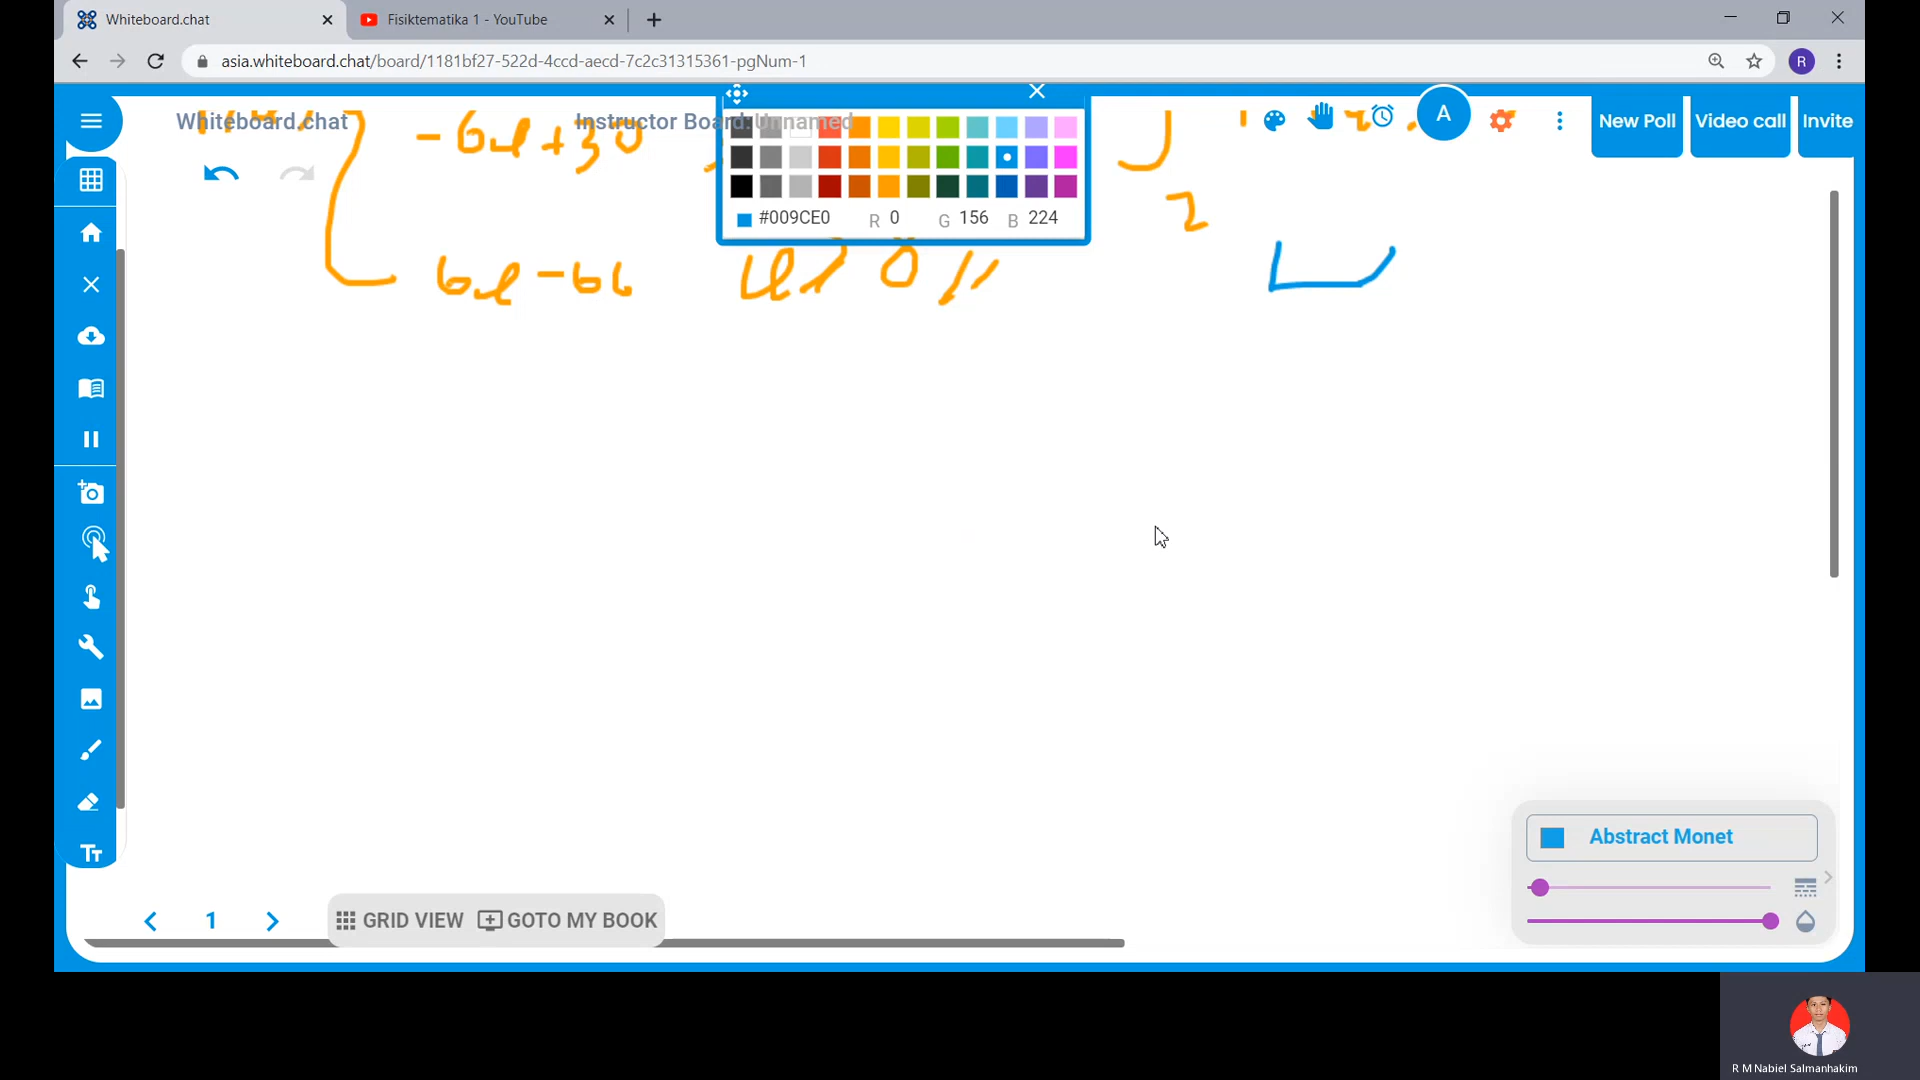 Whiteboard.chat
Fisiktematika 1 - YouTube
asia.whiteboard.chat/board/1181bf27-522d-4ccd-aecd-7c2c31315361-pgNum-1
R
Whiteboard.chat
Instructor Board: Unnamed
A
New Poll
Video call
Invite
#009CE0 R 0 G 156 B 224
2
Tт
1
GRID VIEW
GOTO MY BOOK
Abstract Monet
R M Nabiel Salmanhakim